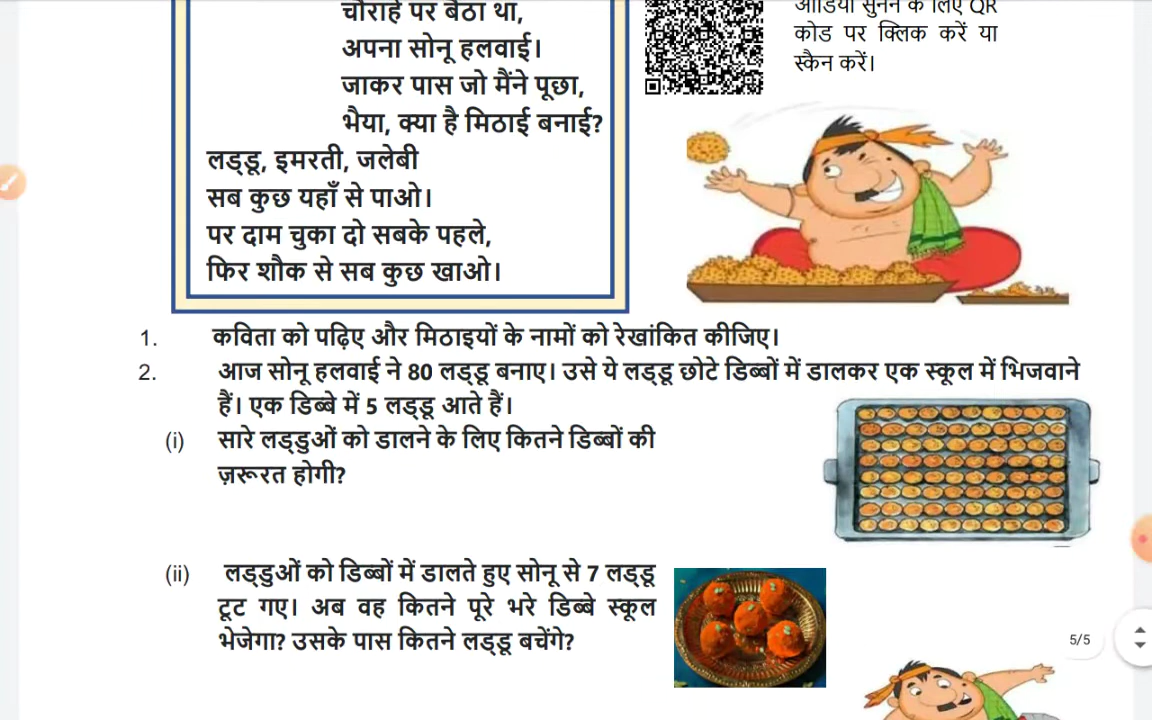 चौराहे पर बैठा था,
अपना सोनू हलवाई।
जाकर पास जो मैंने पूछा,
भैया, क्या है मिठाई बनाई?
लड्डू, इमरती, जलेबी
सब कुछ यहाँ से पाओ।
पर दाम चुका दो सबके पहले,
फिर शौक से सब कुछ खाओ।
ऑडियो सुनने के लिए QR
कोड पर क्लिक करें या
स्कैन करें।
1. कविता को पढ़िए और मिठाइयों के नामों को रेखांकित कीजिए।
2. आज सोनू हलवाई ने 80 लड्डू बनाए। उसे ये लड्डू छोटे डिब्बों में डालकर एक स्कूल में भिजवाने
हैं। एक डिब्बे में 5 लड्डू आते हैं।
(i) सारे लड्डुओं को डालने के लिए कितने डिब्बों की
ज़रूरत होगी?
(ii) लड्डुओं को डिब्बों में डालते हुए सोनू से 7 लड्डू
टूट गए। अब वह कितने पूरे भरे डिब्बे स्कूल
भेजेगा? उसके पास कितने लड्डू बचेंगे?
5/5